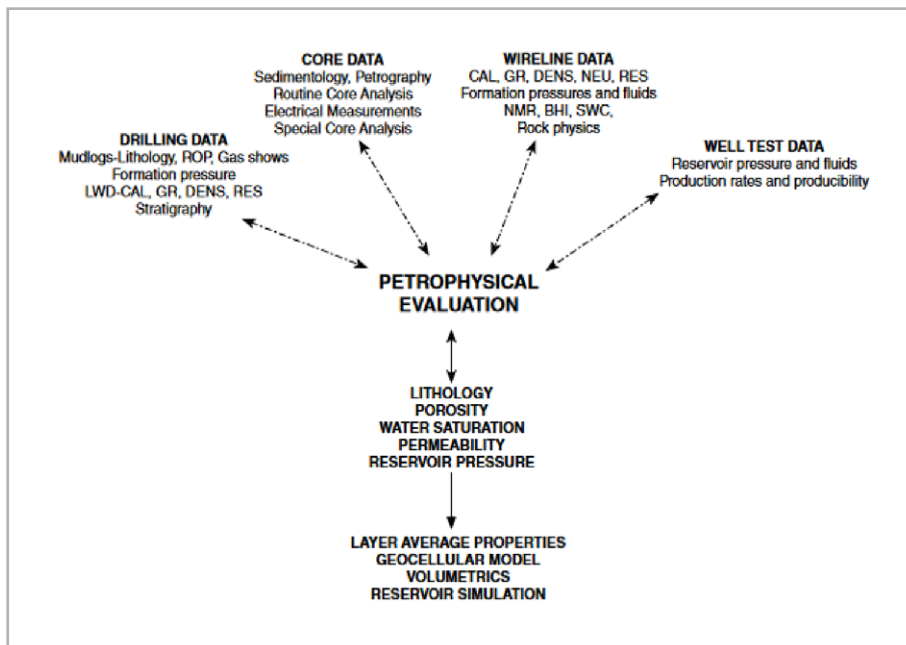 CORE DATA
Sedimentology, Petrography
Routine Core Analysis
Electrical Measurements
Special Core Analysis
WIRELINE DATA
CAL, GR, DENS, NEU, RES
Formation pressures and fluids
NMR, BHI, SWC,
Rock physics
DRILLING DATA
Mudlogs-Lithology, ROP, Gas shows
Formation pressure
LWD-CAL, GR, DENS, RES
Stratigraphy
WELL TEST DATA
Reservoir pressure and fluids
Production rates and producibility
PETROPHYSICAL
EVALUATION
LITHOLOGY
POROSITY
WATER SATURATION
PERMEABILITY
RESERVOIR PRESSURE
LAYER AVERAGE PROPERTIES
GEOCELLULAR MODEL
VOLUMETRICS
RESERVOIR SIMULATION